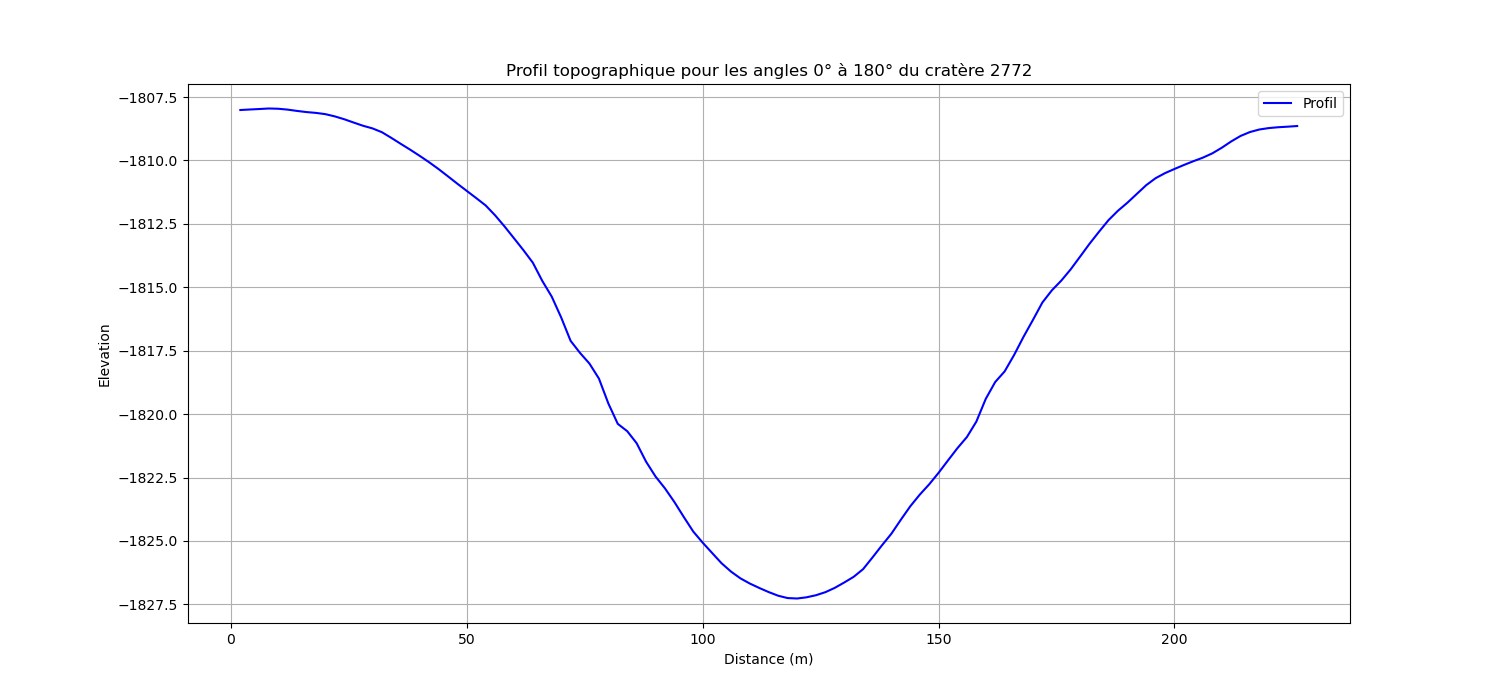 Profil topographique pour les angles 0° à 180° du cratère 2772
Profil
Elevation
−1807.5
−1810.0
−1812.5
−1815.0
−1817.5
−1820.0
−1822.5
−1825.0
−1827.5
0 50 100 150 200
Distance (m)